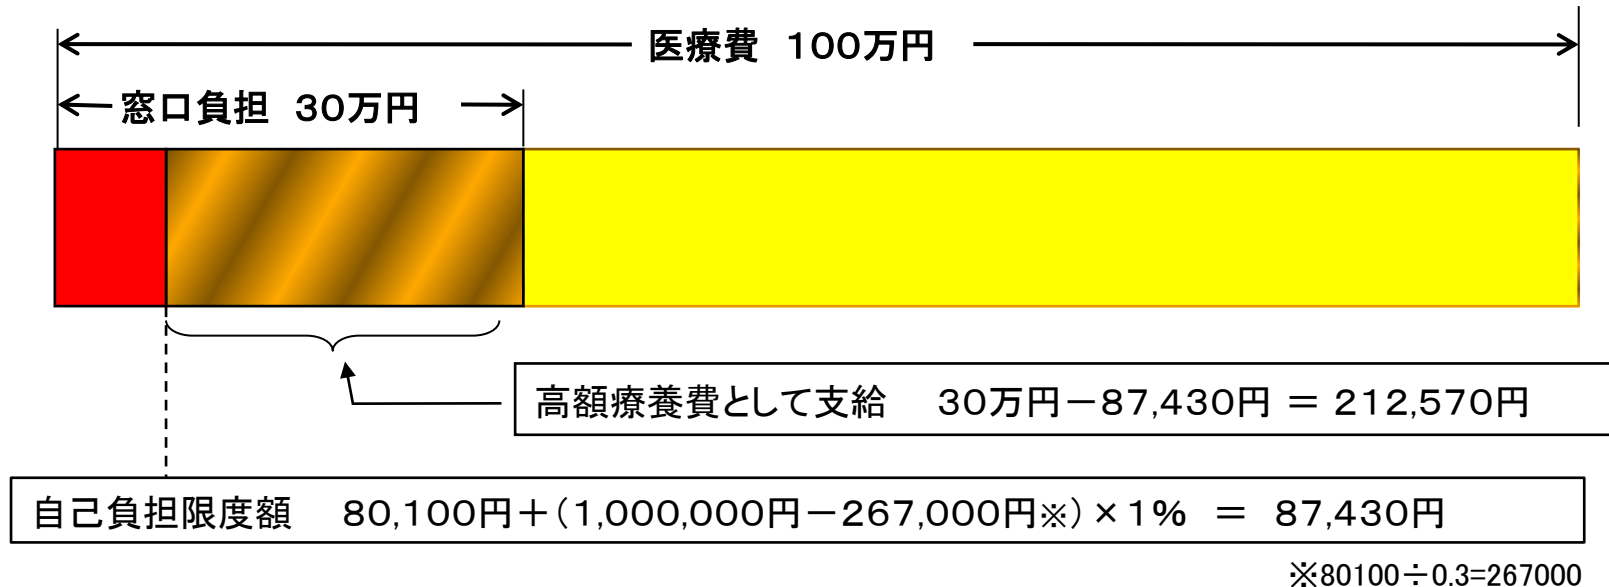 医療費　100万円
窓口負担　30万円
高額療養費として支給　30万円－87,430円 ＝ 212,570円
自己負担限度額　80,100円＋（1,000,000円－267,000円※）×1%　＝　87,430円
※80100÷0.3=267000